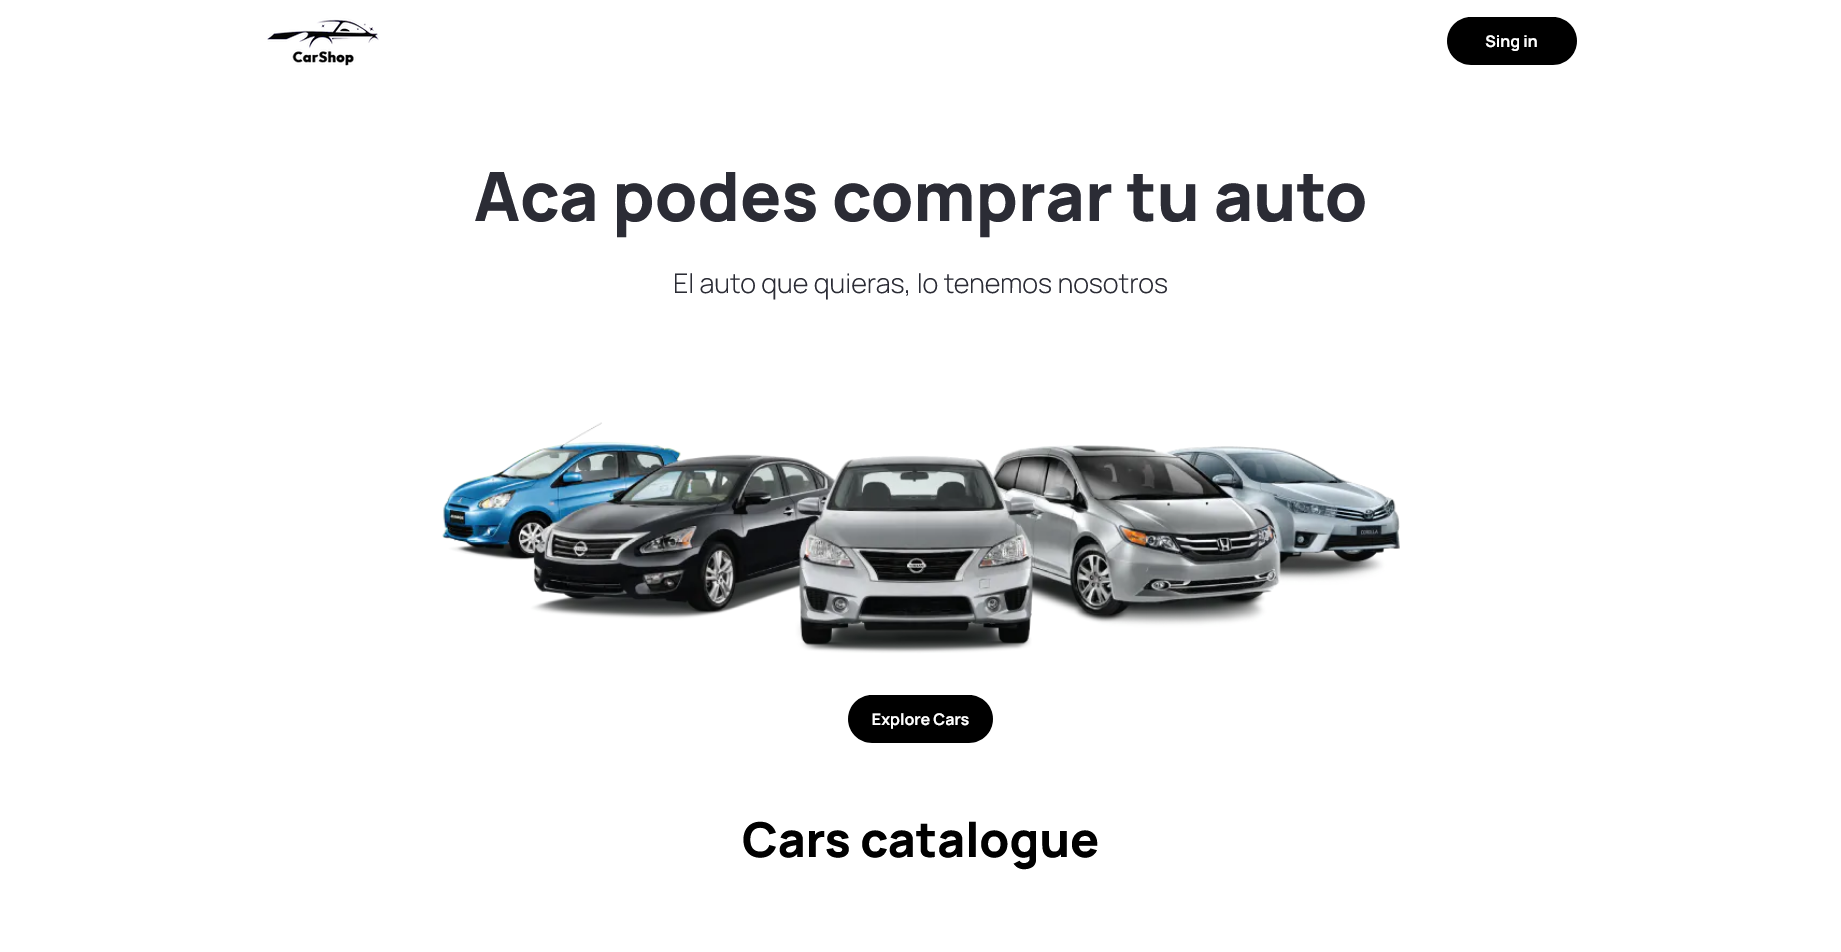 CarShop
Sing in
Aca podes comprar tu auto
El auto que quieras, lo tenemos nosotros
COROLLA
Explore Cars
Cars catalogue